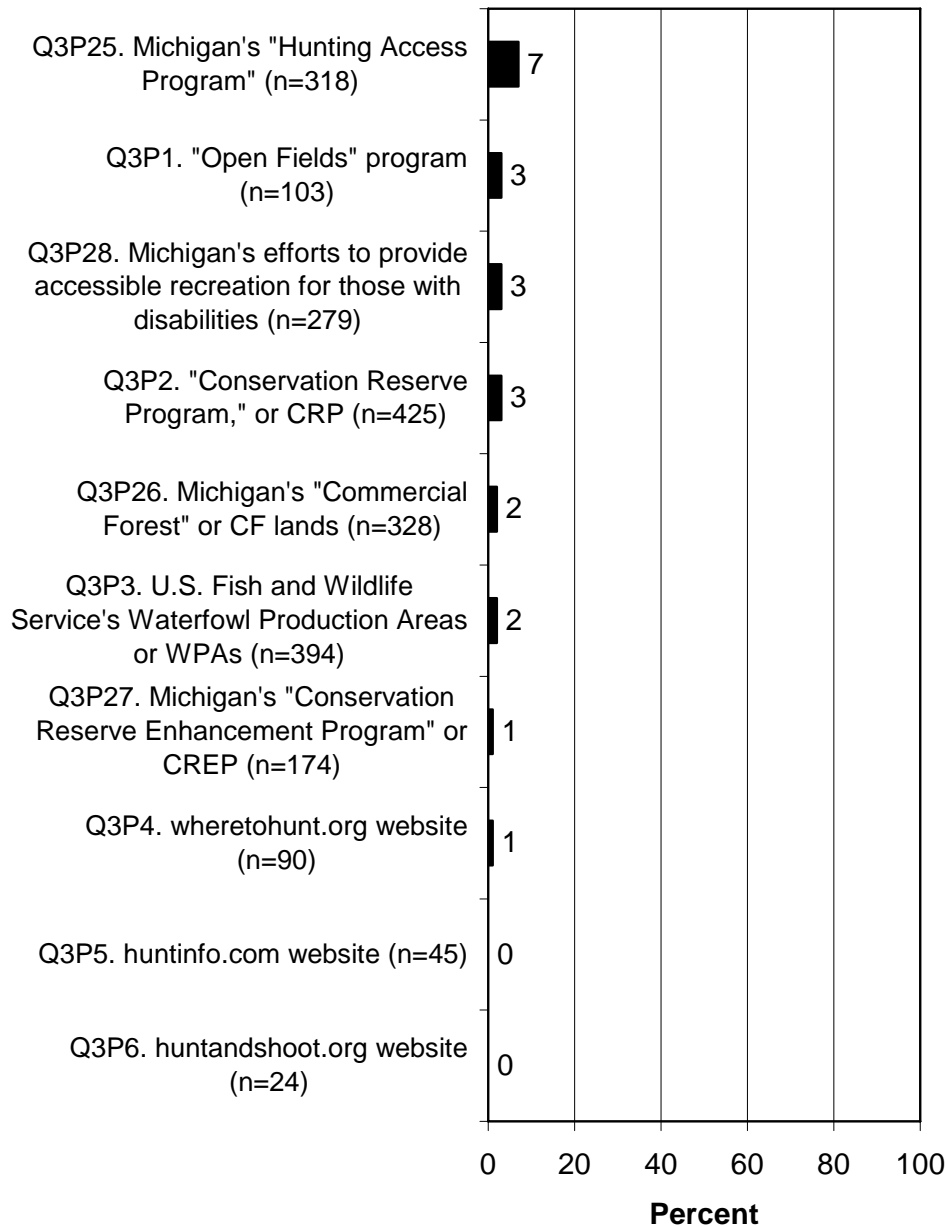 Q3P25. Michigan's "Hunting Access
Program" (n=318)
7
Q3P1. "Open Fields" program
(n=103)
3
Q3P28. Michigan's efforts to provide
accessible recreation for those with
disabilities (n=279)
3
Q3P2. "Conservation Reserve
Program," or CRP (n=425)
3
Q3P26. Michigan's "Commercial
Forest" or CF lands (n=328)
2
Q3P3. U.S. Fish and Wildlife
Service's Waterfowl Production Areas
or WPAs (n=394)
2
Q3P27. Michigan's "Conservation
Reserve Enhancement Program" or
CREP (n=174)
1
Q3P4. wheretohunt.org website
(n=90)
1
Q3P5. huntinfo.com website (n=45)
0
Q3P6. huntandshoot.org website
(n=24)
0
0 20 40 60 80 100
Percent